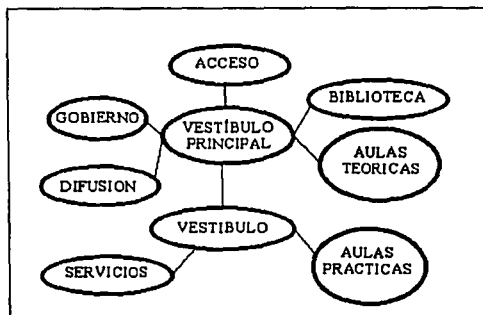 ACCESO
GOBIERNO
VESTÍBULO
PRINCIPAL
BIBLIOTECA
DIFUSION
AULAS
TEORICAS
VESTIBULO
SERVICIOS
AULAS
PRACTICAS